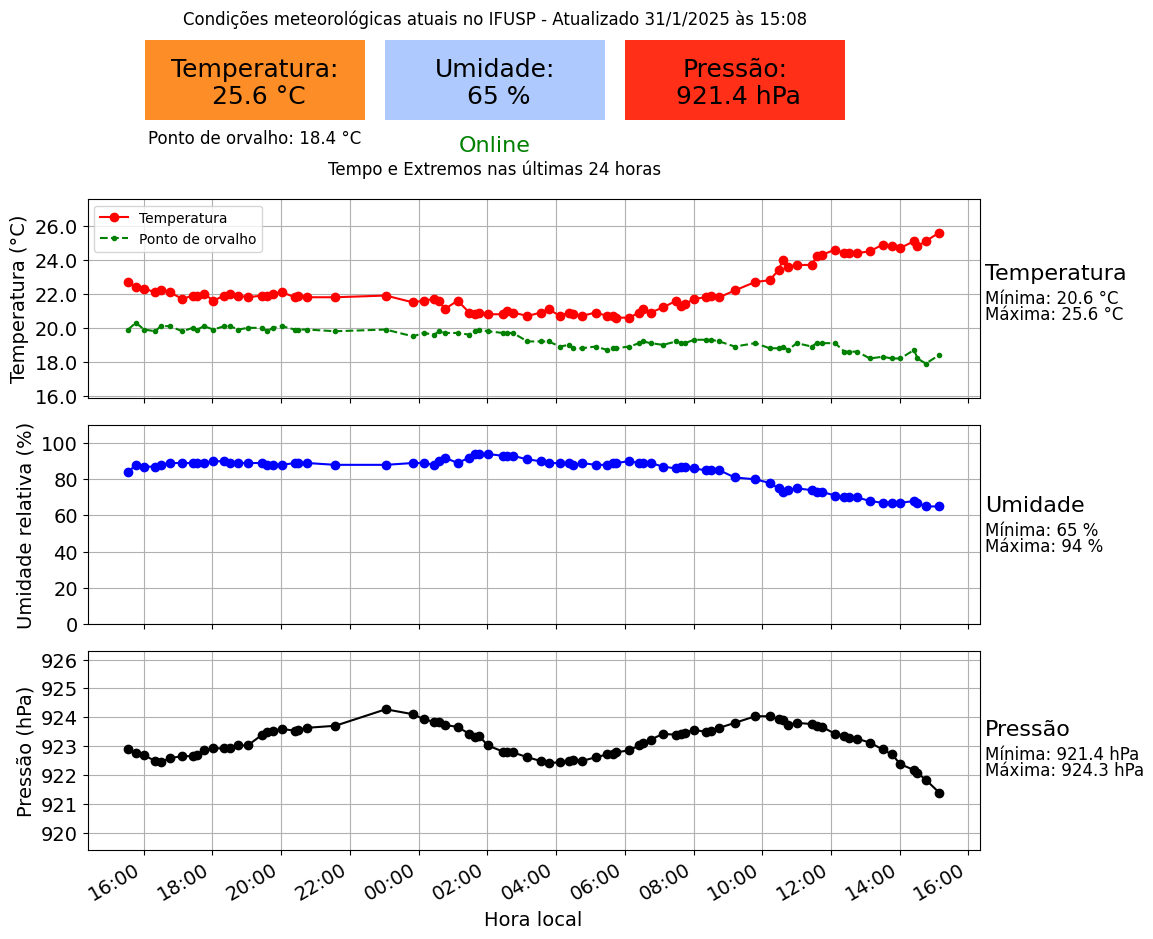 Condições meteorológicas atuais no IFUSP - Atualizado 31/1/2025 às 15:08
Temperatura:
25.6 °C
Umidade:
65 %
Pressão:
921.4 hPa
Ponto de orvalho: 18.4 °C
Online
Tempo e Extremos nas últimas 24 horas
Temperatura (°C)
26.0
24.0
22.0
20.0
18.0
16.0
Temperatura
Ponto de orvalho
Temperatura
Mínima: 20.6 °C
Máxima: 25.6 °C
Umidade relativa (%)
100
80
60
40
20
0
Umidade
Mínima: 65 %
Máxima: 94 %
Pressão (hPa)
926
925
924
923
922
921
920
Pressão
Mínima: 921.4 hPa
Máxima: 924.3 hPa
16:00
18:00
20:00
22:00
00:00
02:00
04:00
06:00
08:00
10:00
12:00
14:00
16:00
Hora local